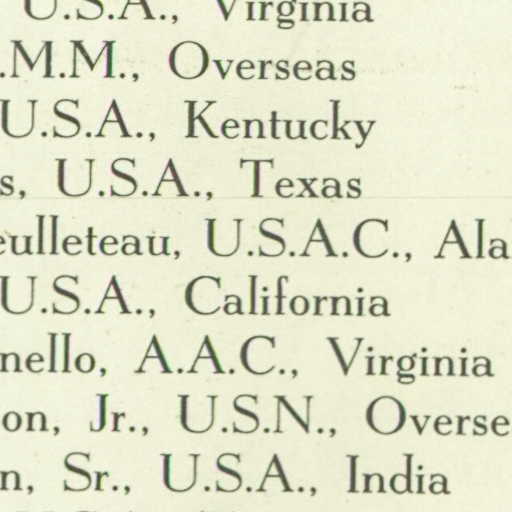 U.S.A., Virginia
.M.M., Overseas
U.S.A., Kentucky
s, U.S.A., Texas
eulleteau, U.S.A.C., Ala
U.S.A., California
nello, A.A.C., Virginia
on, Jr., U.S.N., Overse
n, Sr., U.S.A., India